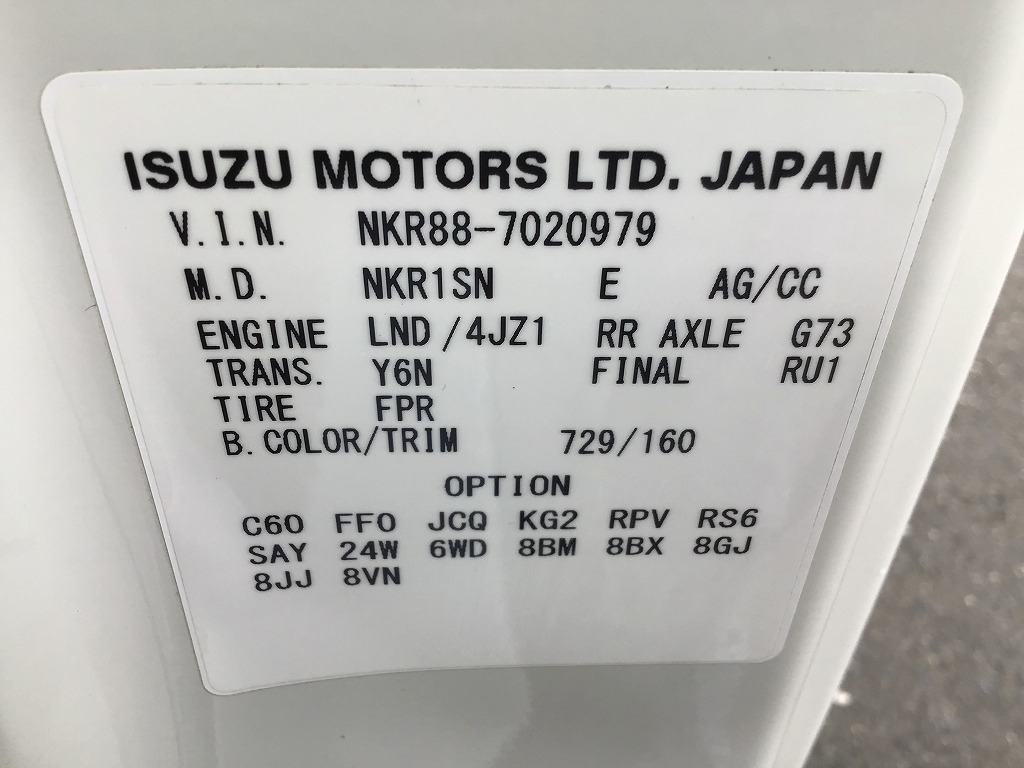 ISUZU MOTORS LTD. JAPAN
V.I.N. NKR88-7020979
M.D. NKR1SN E AG/CC
ENGINE LND /4JZ1 RR AXLE G73
TRANS. Y6N FINAL RU1
TIRE FPR
B.COLOR/TRIM 729/160
OPTION
C60 FF0 JCQ KG2 RPV RS6
SAY 24W 6WD 8BM 8BX 8GJ
8JJ 8VN